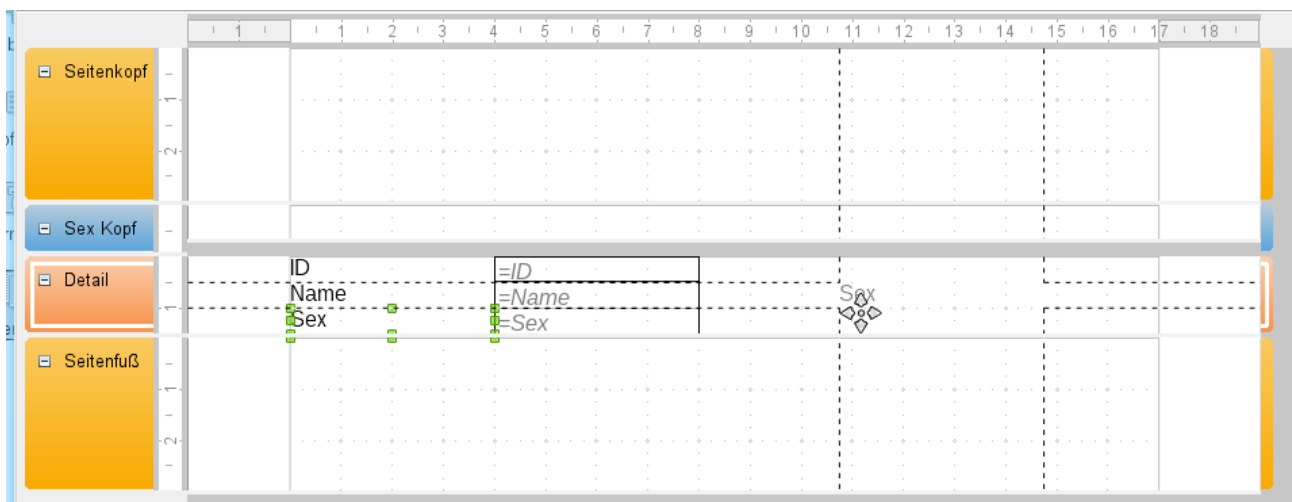 1 1 2 3 4 5 6 7 8 9 10 11 12 13 14 15 16 17 18
Seitenkopf
1
2
Sex Kopf
Detail
1
ID =ID
Name =Name Sex
Sex =Sex
Seitenfuß
1
2